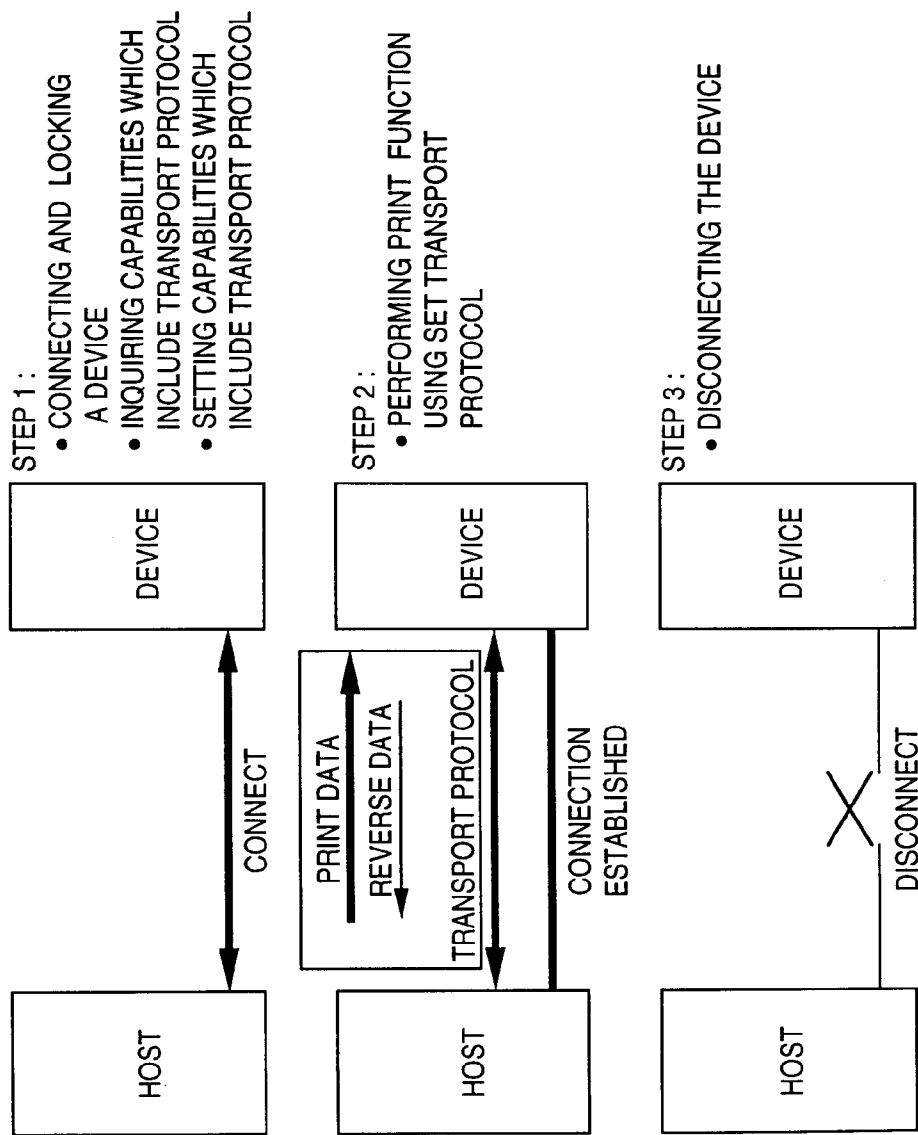 STEP 1 :
• CONNECTING AND LOCKING
A DEVICE
• INQUIRING CAPABILITIES WHICH
INCLUDE TRANSPORT PROTOCOL
• SETTING CAPABILITIES WHICH
INCLUDE TRANSPORT PROTOCOL
HOST
CONNECT
DEVICE
STEP 2 :
• PERFORMING PRINT FUNCTION
USING SET TRANSPORT
PROTOCOL
HOST
PRINT DATA
REVERSE DATA
TRANSPORT PROTOCOL
CONNECTION
ESTABLISHED
DEVICE
STEP 3 :
• DISCONNECTING THE DEVICE
HOST
DISCONNECT
DEVICE